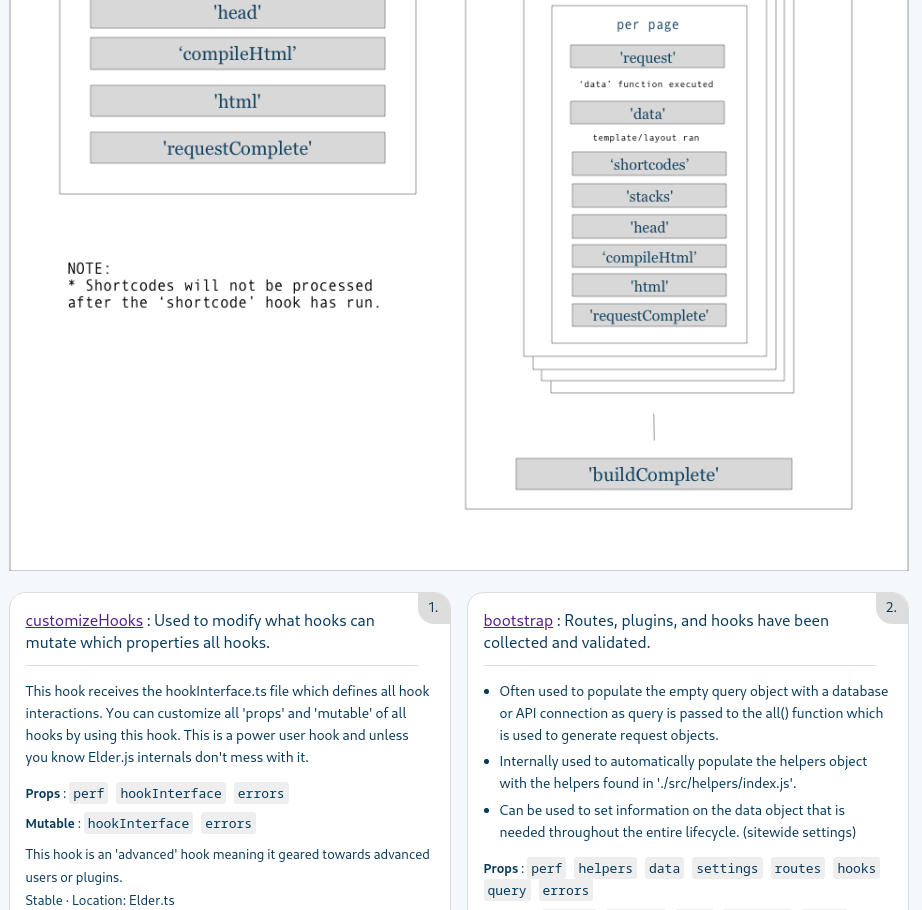 'head'
‘compileHtml’
'html'
'requestComplete'
NOTE:
* Shortcodes will not be processed
after the ‘shortcode’ hook has run.
per page
'request'
‘data’ function executed
'data'
template/layout ran
‘shortcodes’
'stacks'
'head'
‘compileHtml’
'html'
'requestComplete'
'buildComplete'
1.
customizeHooks : Used to modify what hooks can
mutate which properties all hooks.
This hook receives the hookInterface.ts file which defines all hook
interactions. You can customize all 'props' and 'mutable' of all
hooks by using this hook. This is a power user hook and unless
you know Elder.js internals don't mess with it.
Props : perf hookInterface errors
Mutable : hookInterface errors
This hook is an 'advanced' hook meaning it geared towards advanced
users or plugins.
Stable · Location: Elder.ts
2.
bootstrap : Routes, plugins, and hooks have been
collected and validated.
• Often used to populate the empty query object with a database
or API connection as query is passed to the all() function which
is used to generate request objects.
• Internally used to automatically populate the helpers object
with the helpers found in './src/helpers/index.js'.
• Can be used to set information on the data object that is
needed throughout the entire lifecycle. (sitewide settings)
Props : perf helpers data settings routes hooks
query errors